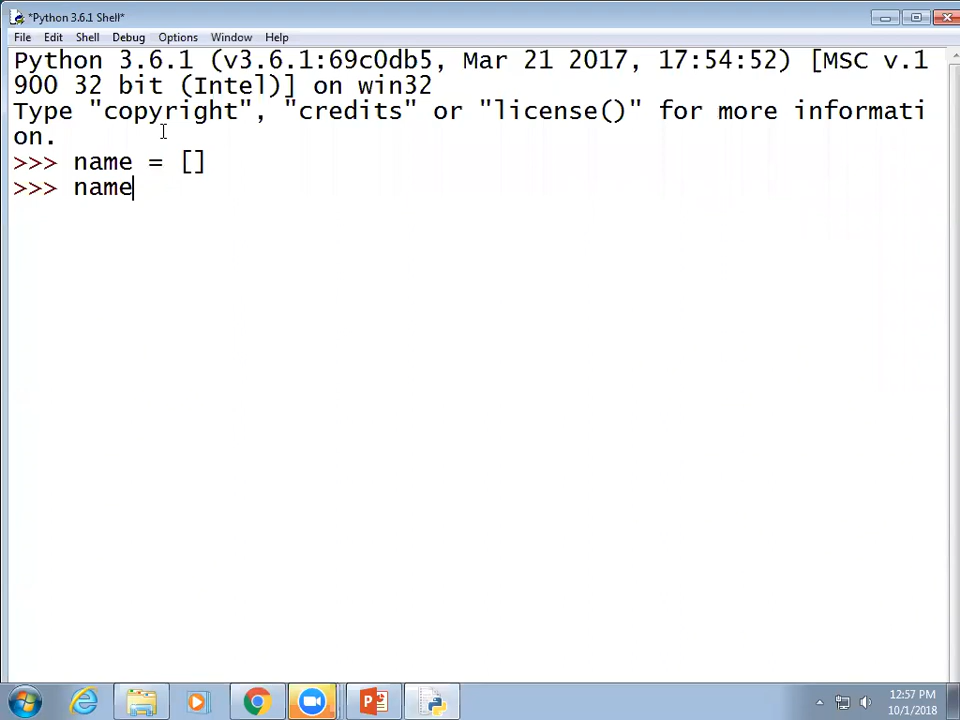 *Python 3.6.1 Shell*
File Edit Shell Debug Options Window Help
Python 3.6.1 (v3.6.1:69c0db5, Mar 21 2017, 17:54:52) [MSC v.1
900 32 bit (Intel)] on win32
Type "copyright", "credits" or "license()" for more informati
on.
>>> name = []
>>> name
12:57 PM
10/1/2018